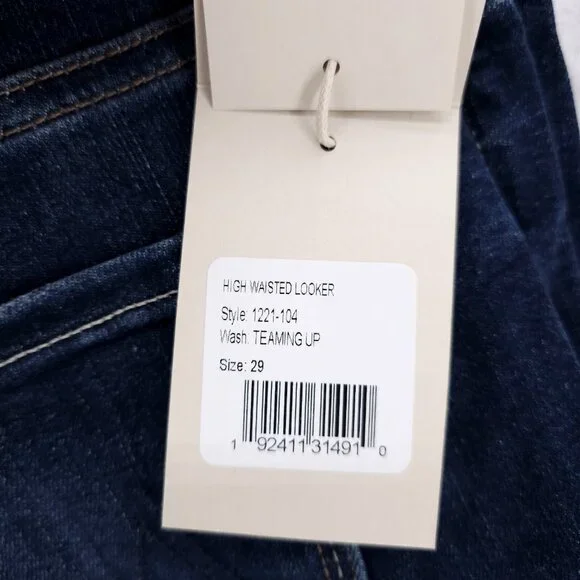 HIGH WAISTED LOOKER
Style: 1221-104
Wash: TEAMING UP
Size: 29
1 92411 31491 0